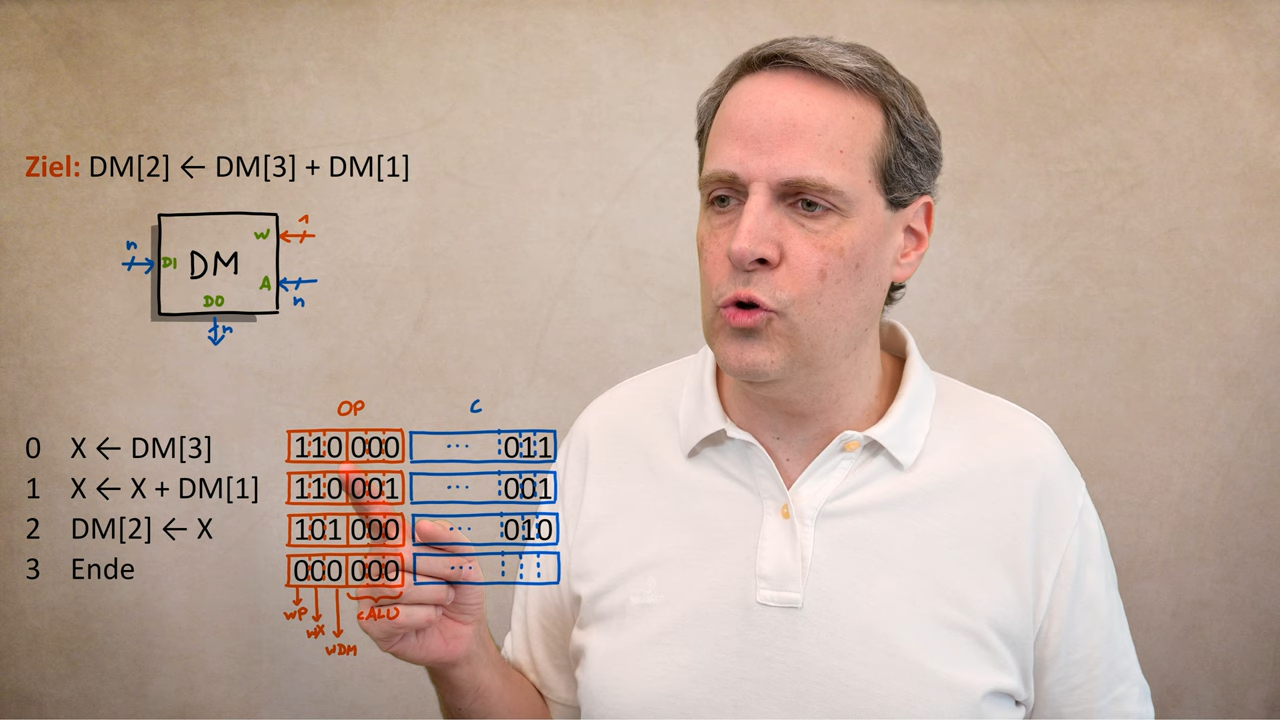 Ziel: DM[2] ← DM[3] + DM[1]
1
W
n
DI
DM
A
n
DO
n
OP C
0 X ← DM[3] 110 000 ... 011
1 X ← X + DM[1] 110 001 ... 001
2 DM[2] ← X 101 000 ... 010
3 Ende 000 000 ...
WP
WX
WDM
cALU